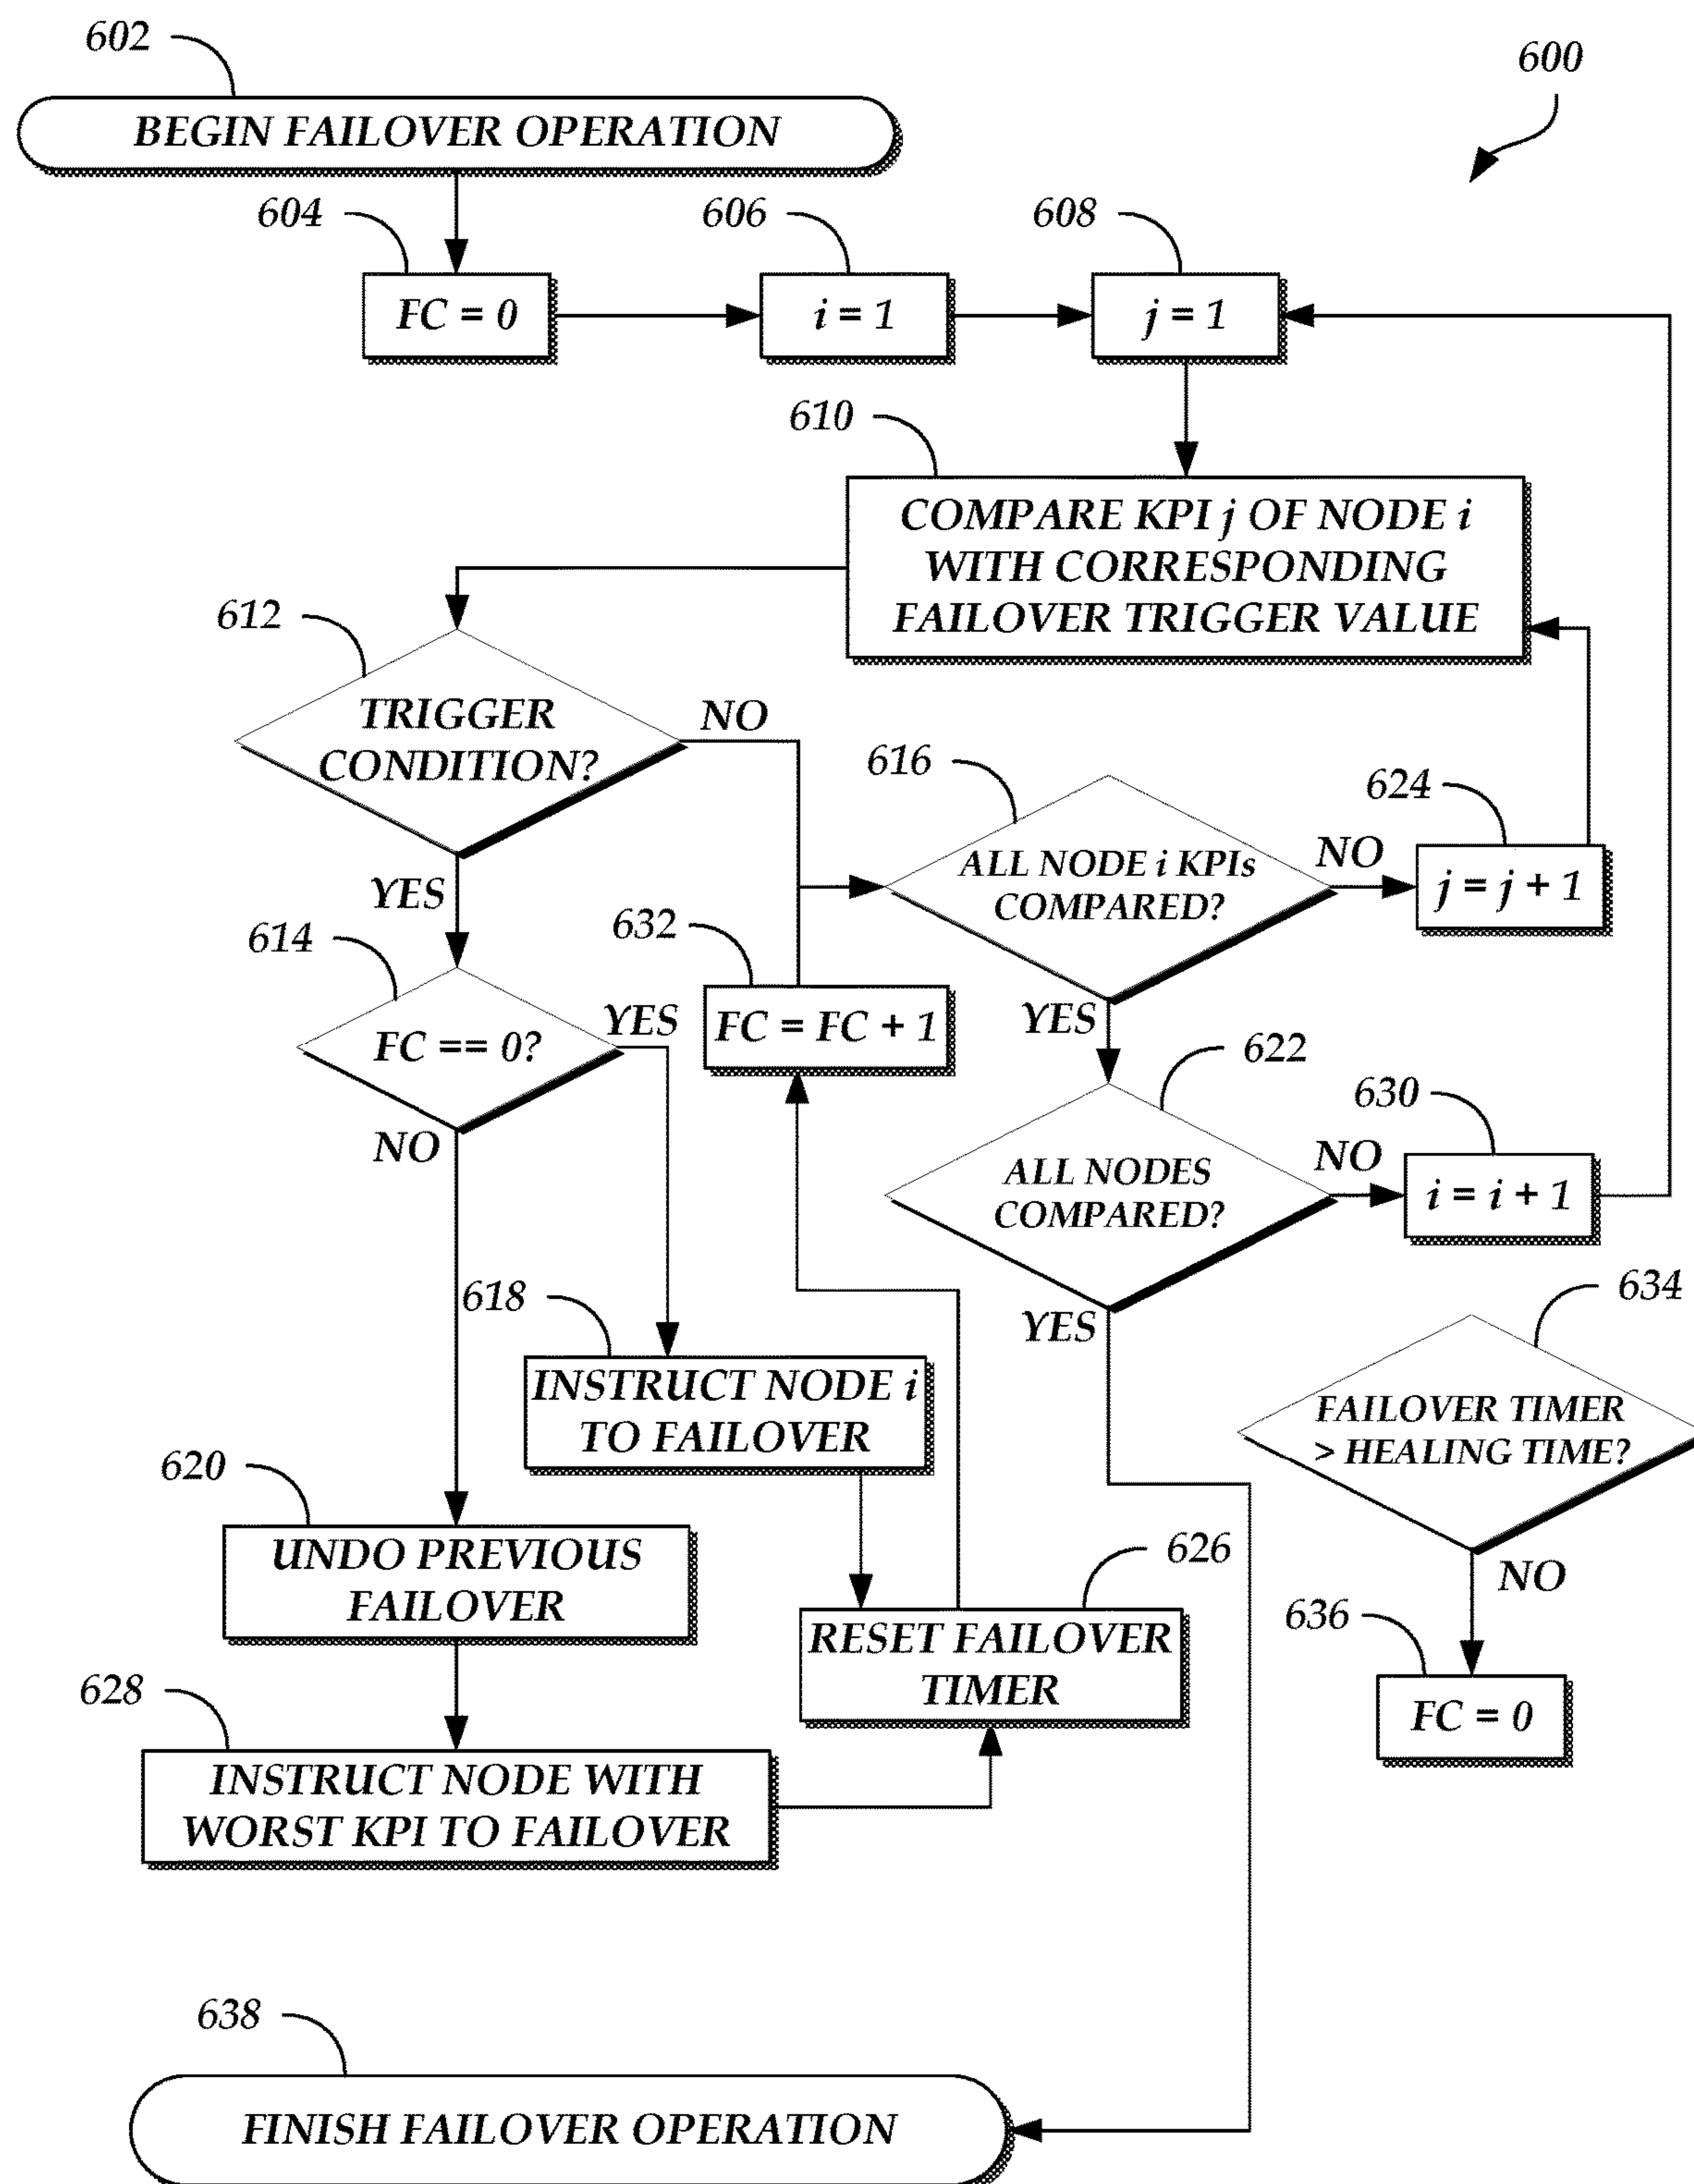 602
600
BEGIN FAILOVER OPERATION
604
606
608
FC = 0
i = 1
j = 1
610
COMPARE KPI j OF NODE i
WITH CORRESPONDING
FAILOVER TRIGGER VALUE
612
TRIGGER
CONDITION?
NO
YES
616
ALL NODE i KPIs
COMPARED?
NO
YES
624
j = j + 1
614
FC == 0?
YES
NO
632
FC = FC + 1
622
ALL NODES
COMPARED?
NO
YES
630
i = i + 1
618
INSTRUCT NODE i
TO FAILOVER
634
FAILOVER TIMER
> HEALING TIME?
NO
620
UNDO PREVIOUS
FAILOVER
626
RESET FAILOVER
TIMER
636
FC = 0
628
INSTRUCT NODE WITH
WORST KPI TO FAILOVER
638
FINISH FAILOVER OPERATION